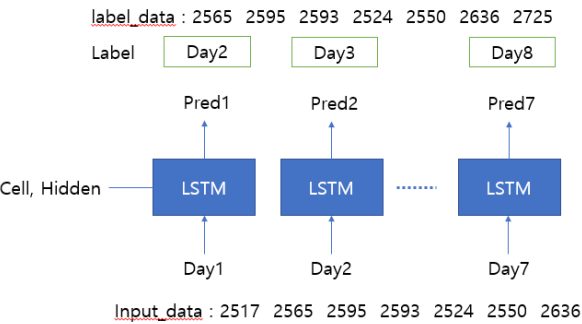 label_data : 2565 2595 2593 2524 2550 2636 2725
Label Day2 Day3 Day8
Pred1 Pred2 Pred7
Cell, Hidden LSTM LSTM LSTM
Day1 Day2 Day7
Input_data : 2517 2565 2595 2593 2524 2550 2636